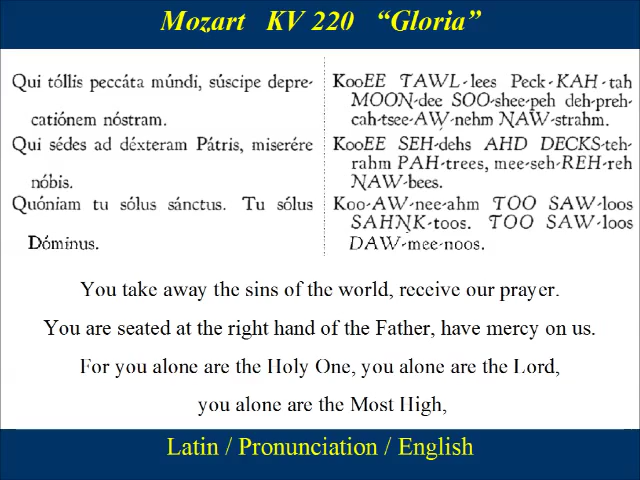 Mozart KV 220 “Gloria”
Qui tóllis peccáta múndi, súscipe depre-
catiónem nóstram.
Qui sédes ad déxteram Pátris, miserére
nóbis.
Quóniam tu sólus sánctus. Tu sólus
Dóminus.
KooEE TAWL-lees Peck-KAH-tah
MOON-dee SOO-shee-peh deh-preh-
cah-tsee-AW-nehm NAW-strahm.
KooEE SEH-dehs AHD DECKS-teh-
rahm PAH-trees, mee-seh-REH-reh
NAW-bees.
Koo-AW-nee-ahm TOO SAW-loos
SAHNK-toos. TOO SAW-loos
DAW-mee-noos.
You take away the sins of the world, receive our prayer.
You are seated at the right hand of the Father, have mercy on us.
For you alone are the Holy One, you alone are the Lord,
you alone are the Most High,
Latin / Pronunciation / English